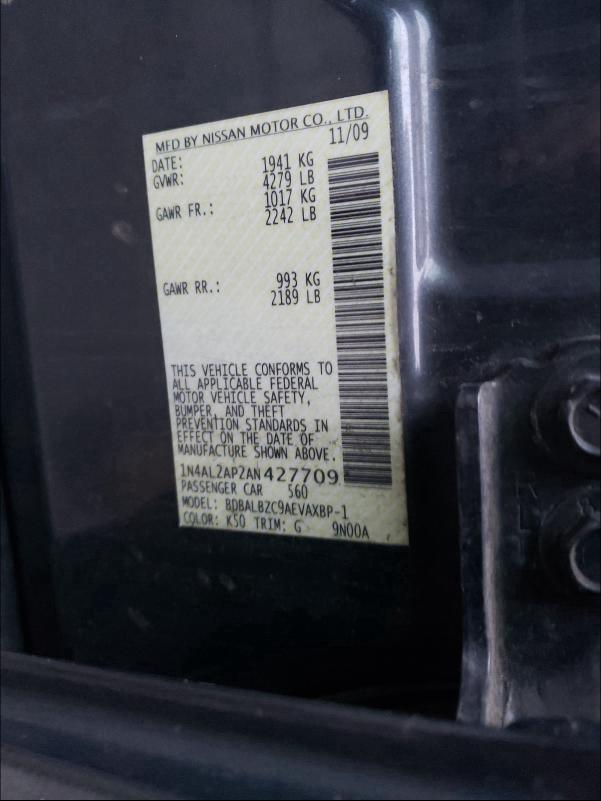 MFD BY NISSAN MOTOR CO., LTD.
DATE: 11/09
GVWR: 1941 KG
4279 LB
GAWR FR.: 1017 KG
2242 LB
GAWR RR.: 993 KG
2189 LB
THIS VEHICLE CONFORMS TO
ALL APPLICABLE FEDERAL
MOTOR VEHICLE SAFETY,
BUMPER, AND THEFT
PREVENTION STANDARDS IN
EFFECT ON THE DATE OF
MANUFACTURE SHOWN ABOVE.
1N4AL2AP2AN427709
PASSENGER CAR 560
MODEL: BDBALBZC9AEVAXBP-1
COLOR: K50 TRIM: G 9N00A